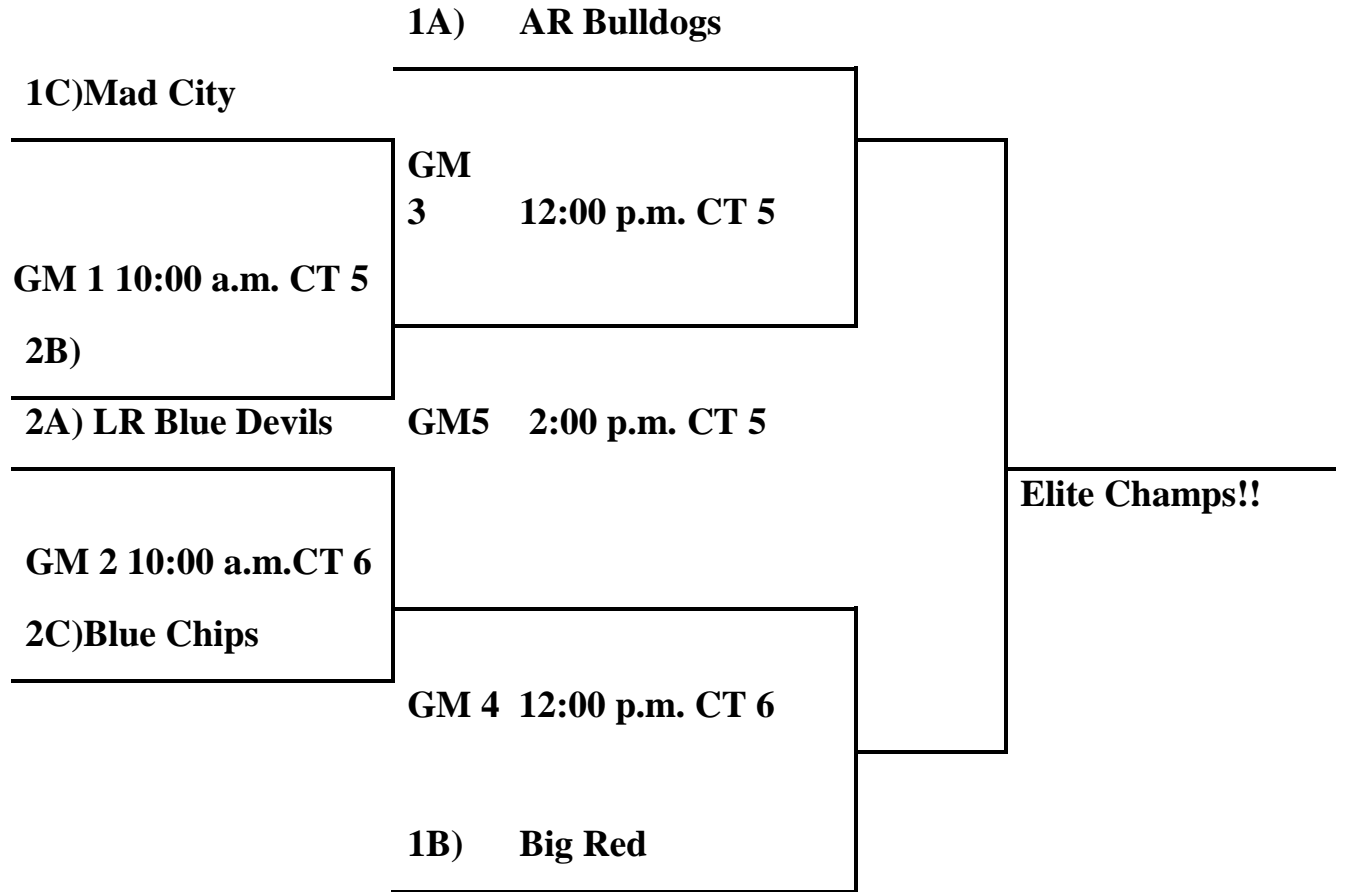 1A) AR Bulldogs
1C)Mad City
GM
3 12:00 p.m. CT 5
GM 1 10:00 a.m. CT 5
2B)
2A) LR Blue Devils
GM5 2:00 p.m. CT 5
Elite Champs!!
GM 2 10:00 a.m.CT 6
2C)Blue Chips
GM 4 12:00 p.m. CT 6
1B) Big Red